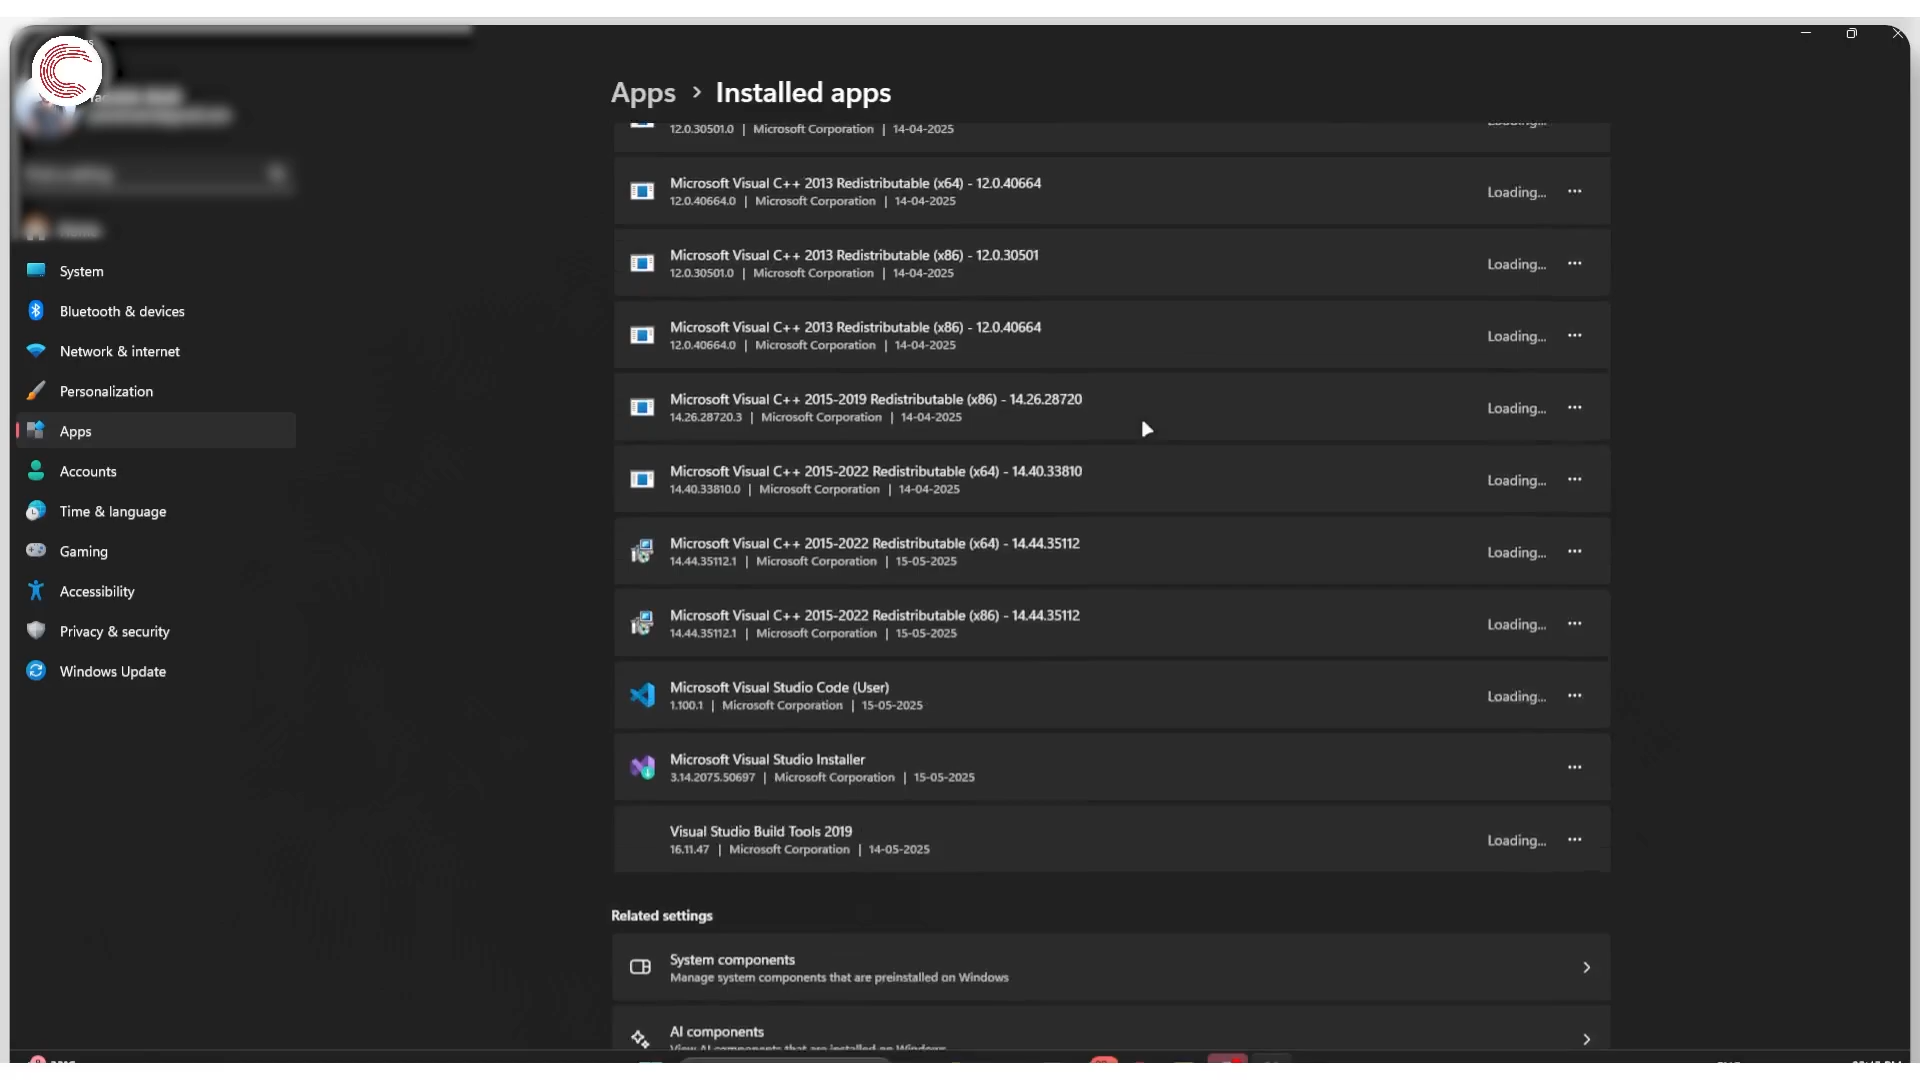 Apps > Installed apps
12.0.30501.0 | Microsoft Corporation | 14-04-2025
Microsoft Visual C++ 2013 Redistributable (x64) - 12.0.40664
12.0.40664.0 | Microsoft Corporation | 14-04-2025
Loading...
Microsoft Visual C++ 2013 Redistributable (x86) - 12.0.30501
12.0.30501.0 | Microsoft Corporation | 14-04-2025
Loading...
Microsoft Visual C++ 2013 Redistributable (x86) - 12.0.40664
12.0.40664.0 | Microsoft Corporation | 14-04-2025
Loading...
Microsoft Visual C++ 2015-2019 Redistributable (x86) - 14.26.28720
14.26.28720.3 | Microsoft Corporation | 14-04-2025
Loading...
Microsoft Visual C++ 2015-2022 Redistributable (x64) - 14.40.33810
14.40.33810.0 | Microsoft Corporation | 14-04-2025
Loading...
Microsoft Visual C++ 2015-2022 Redistributable (x64) - 14.44.35112
14.44.35112.1 | Microsoft Corporation | 15-05-2025
Loading...
Microsoft Visual C++ 2015-2022 Redistributable (x86) - 14.44.35112
14.44.35112.1 | Microsoft Corporation | 15-05-2025
Loading...
Microsoft Visual Studio Code (User)
1.100.1 | Microsoft Corporation | 15-05-2025
Loading...
Microsoft Visual Studio Installer
3.14.2075.50697 | Microsoft Corporation | 15-05-2025
Visual Studio Build Tools 2019
16.11.47 | Microsoft Corporation | 14-05-2025
Loading...
Related settings
System components
Manage system components that are preinstalled on Windows
AI components
View AI components that are installed on Windows
System
Bluetooth & devices
Network & internet
Personalization
Apps
Accounts
Time & language
Gaming
Accessibility
Privacy & security
Windows Update